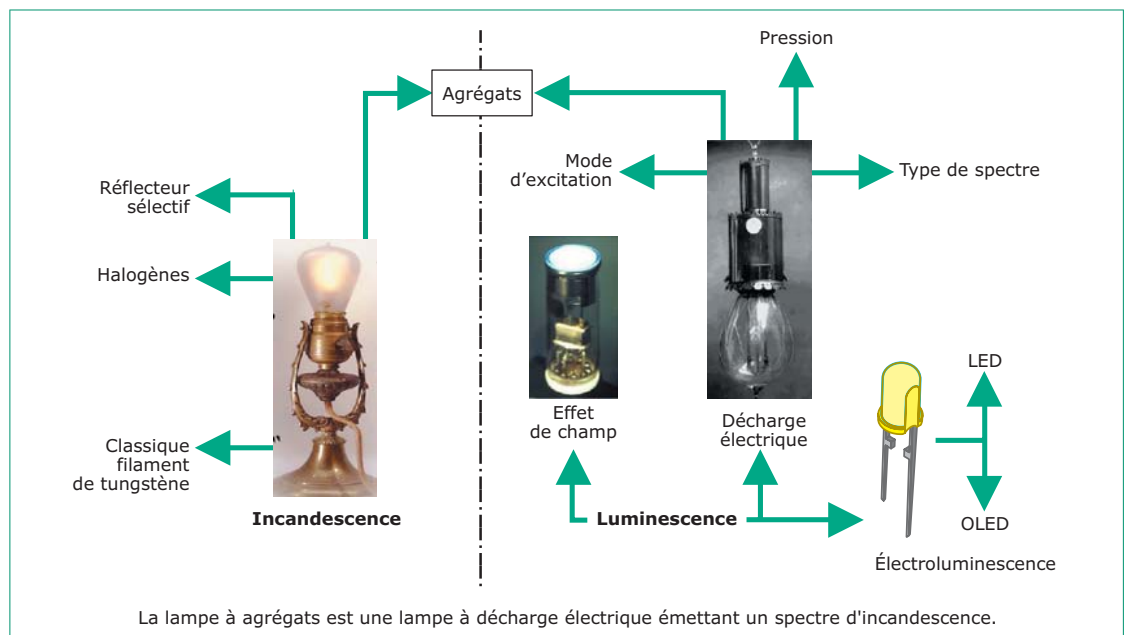 Pression
Agrégats
Mode
d'excitation
Type de spectre
Réflecteur
sélectif
Halogènes
LED
Effet
de champ
Décharge
électrique
Classique
filament
de tungstène
Incandescence
Luminescence
OLED
Électroluminescence
La lampe à agrégats est une lampe à décharge électrique émettant un spectre d'incandescence.